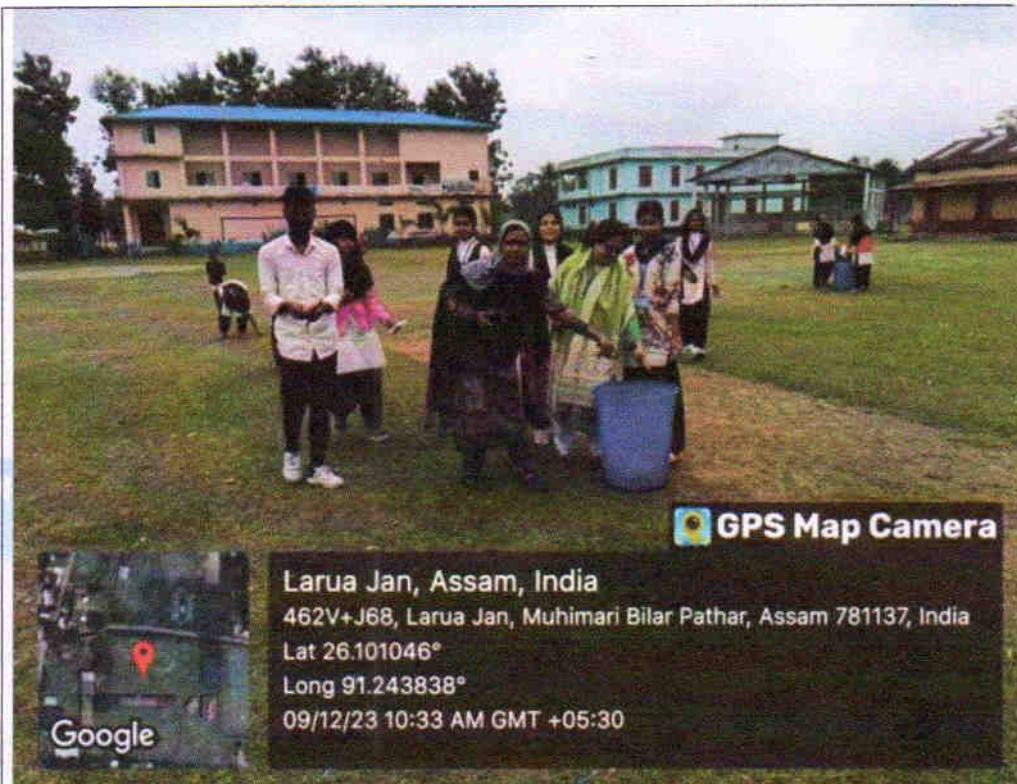 GPS Map Camera
Larua Jan, Assam, India
462V+J68, Larua Jan, Muhimari Bilar Pathar, Assam 781137, India
Lat 26.101046°
Long 91.243838°
09/12/23 10:33 AM GMT +05:30
Google